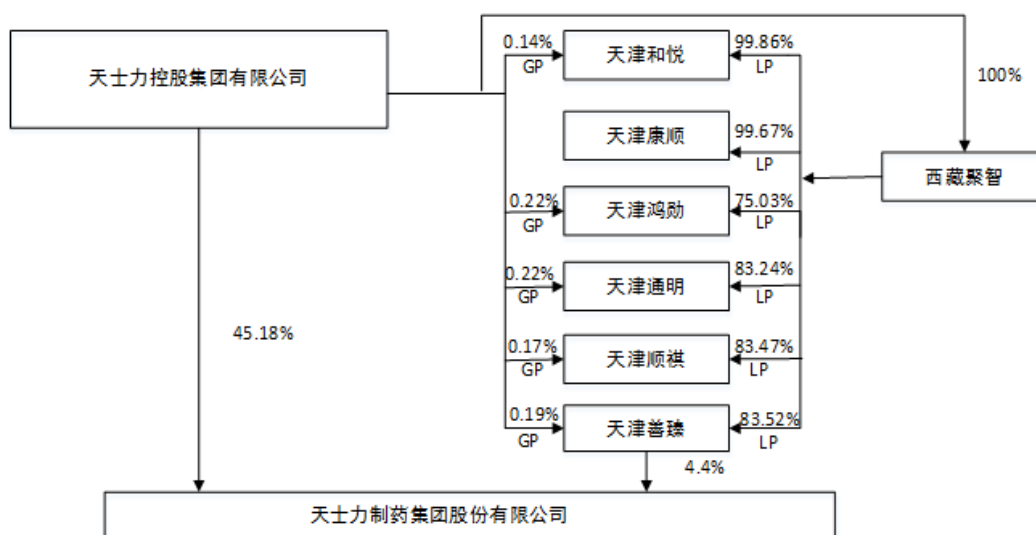 天士力控股集团有限公司
0.14%
GP
天津和悦
99.86%
LP
100%
天津康顺
99.67%
LP
西藏聚智
0.22%
GP
天津鸿勋
75.03%
LP
0.22%
GP
天津通明
83.24%
LP
45.18%
0.17%
GP
天津顺祺
83.47%
LP
0.19%
GP
天津善臻
83.52%
LP
4.4%
天士力制药集团股份有限公司